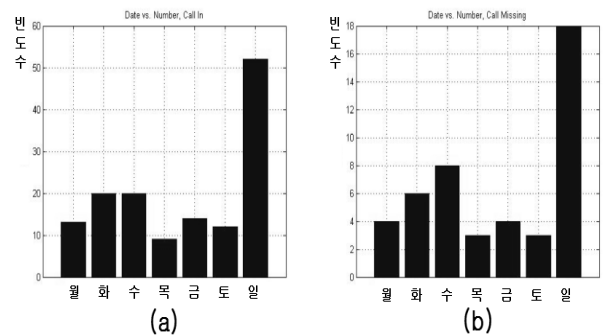 빈도수
Date vs. Number, Call In
60
50
40
30
20
10
0
월 화 수 목 금 토 일
(a)
빈도수
Date vs. Number, Call Missing
18
16
14
12
10
8
6
4
2
0
월 화 수 목 금 토 일
(b)